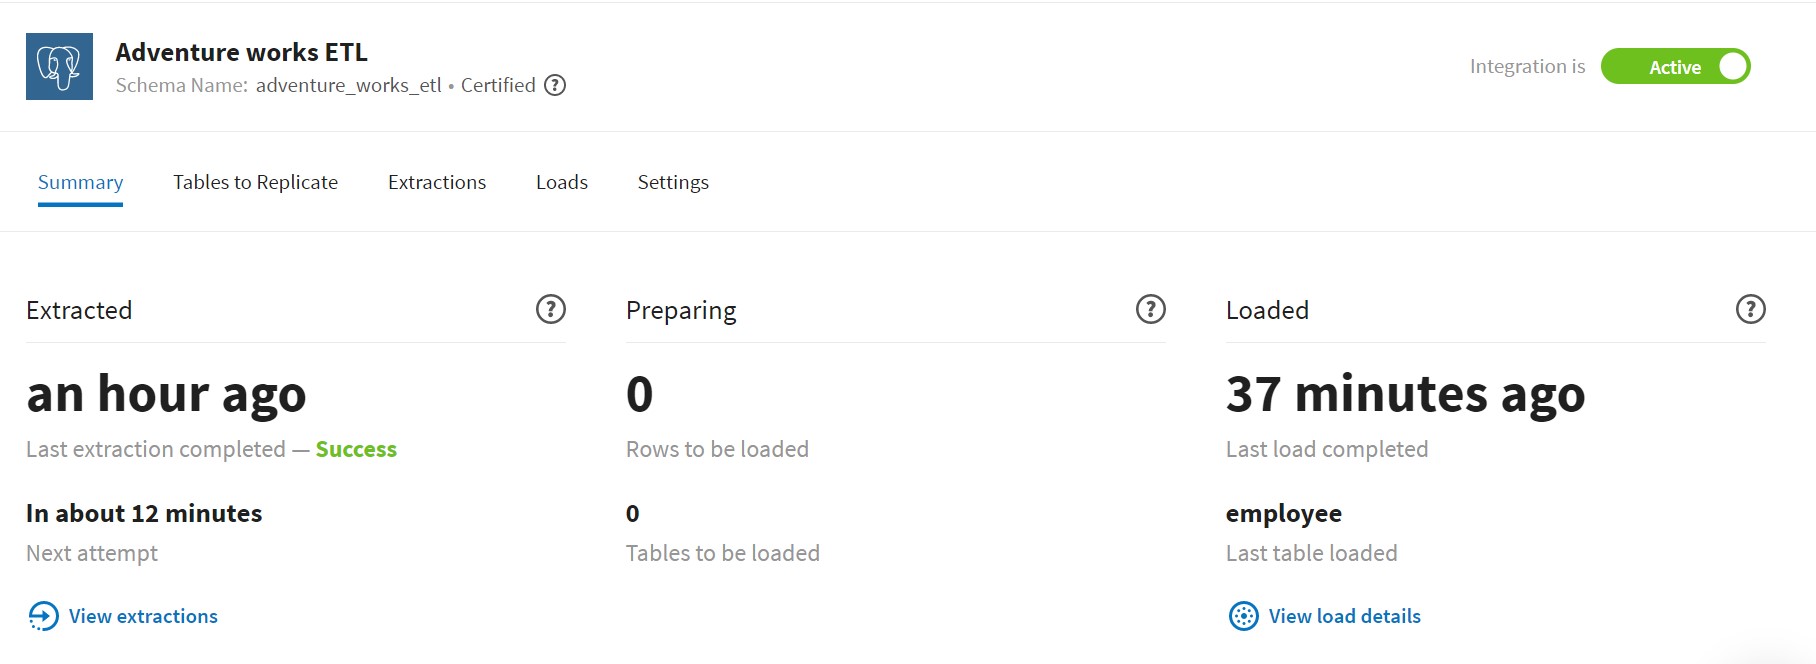 Adventure works ETL
Schema Name: adventure_works_etl • Certified ?
Integration is Active
Summary Tables to Replicate Extractions Loads Settings
Extracted ?
an hour ago
Last extraction completed — Success
In about 12 minutes
Next attempt
View extractions
Preparing ?
0
Rows to be loaded
0
Tables to be loaded
Loaded ?
37 minutes ago
Last load completed
employee
Last table loaded
View load details